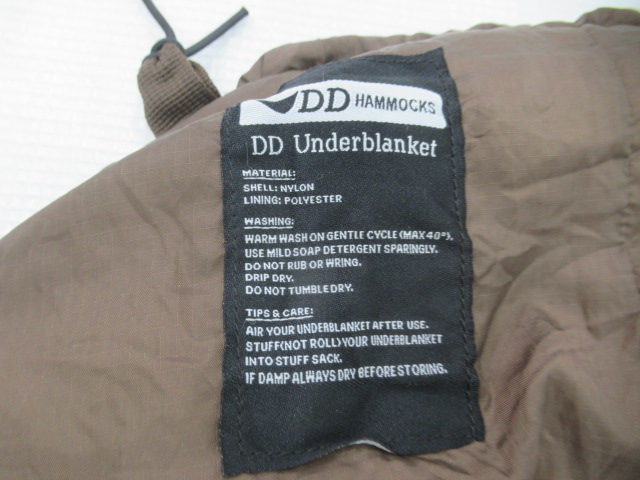 DD HAMMOCKS
DD Underblanket
MATERIAL:
SHELL: NYLON
LINING: POLYESTER
WASHING:
WARM WASH ON GENTLE CYCLE (MAX 40°).
USE MILD SOAP DETERGENT SPARINGLY.
DO NOT RUB OR WRING.
DRIP DRY.
DO NOT TUMBLE DRY.
TIPS & CARE:
AIR YOUR UNDERBLANKET AFTER USE.
STUFF(NOT ROLL) YOUR UNDERBLANKET
INTO STUFF SACK.
IF DAMP ALWAYS DRY BEFORE STORING.